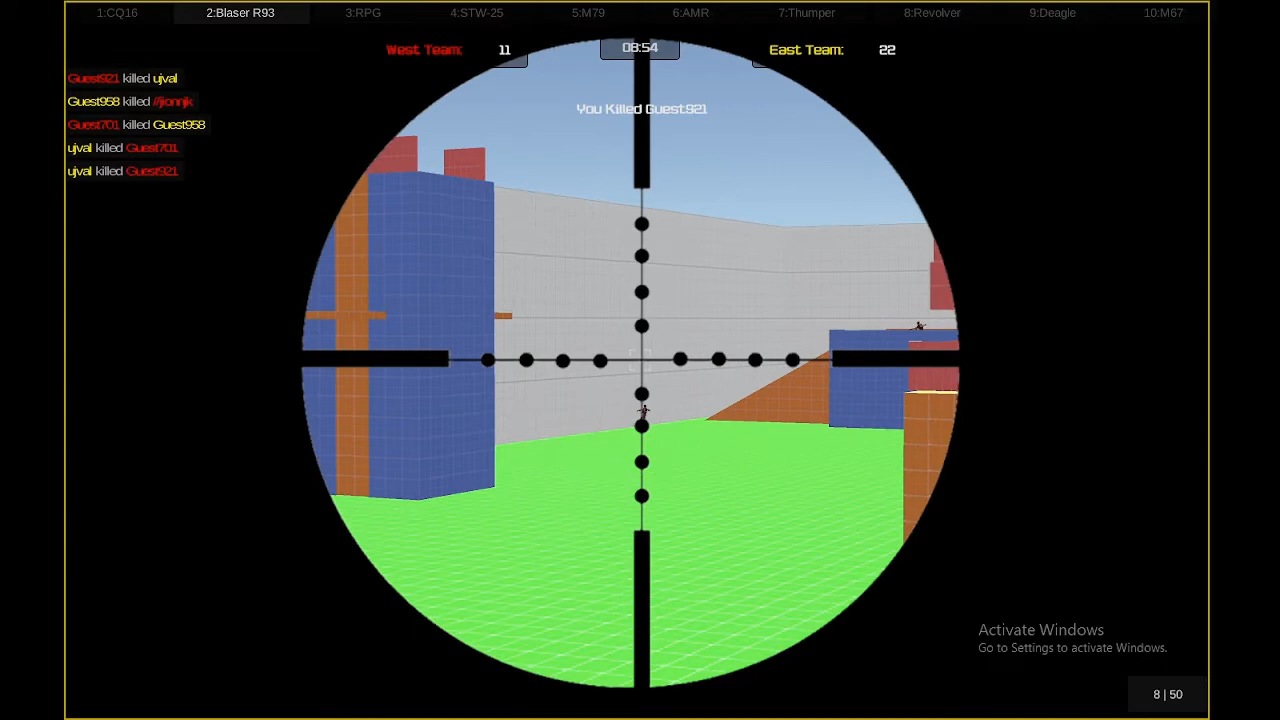 1:CQ16 2:Blaser R93 3:RPG 4:STW-25 5:M79 6:AMR 7:Thumper 8:Revolver 9:Deagle 10:M67
West Team: 11 08:54 East Team: 22
Guest921 killed ujval
You Killed Guest921
Guest958 killed //jionnjk
Guest701 killed Guest958
ujval killed Guest701
ujval killed Guest921
Activate Windows
Go to Settings to activate Windows.
8 | 50